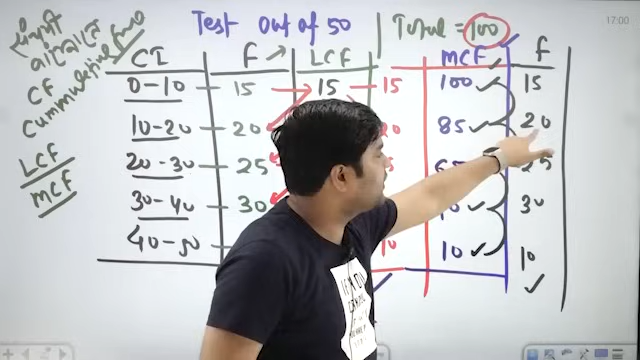 Test Out of 50 Total = 100
CF
Cummulative
LCF
MCF
CI F LCF MCF f
0-10 15 15 15 100 15
10-20 20 85 20
20-30 25 25
30-40 30 30
40-50 10 10 10
17:00